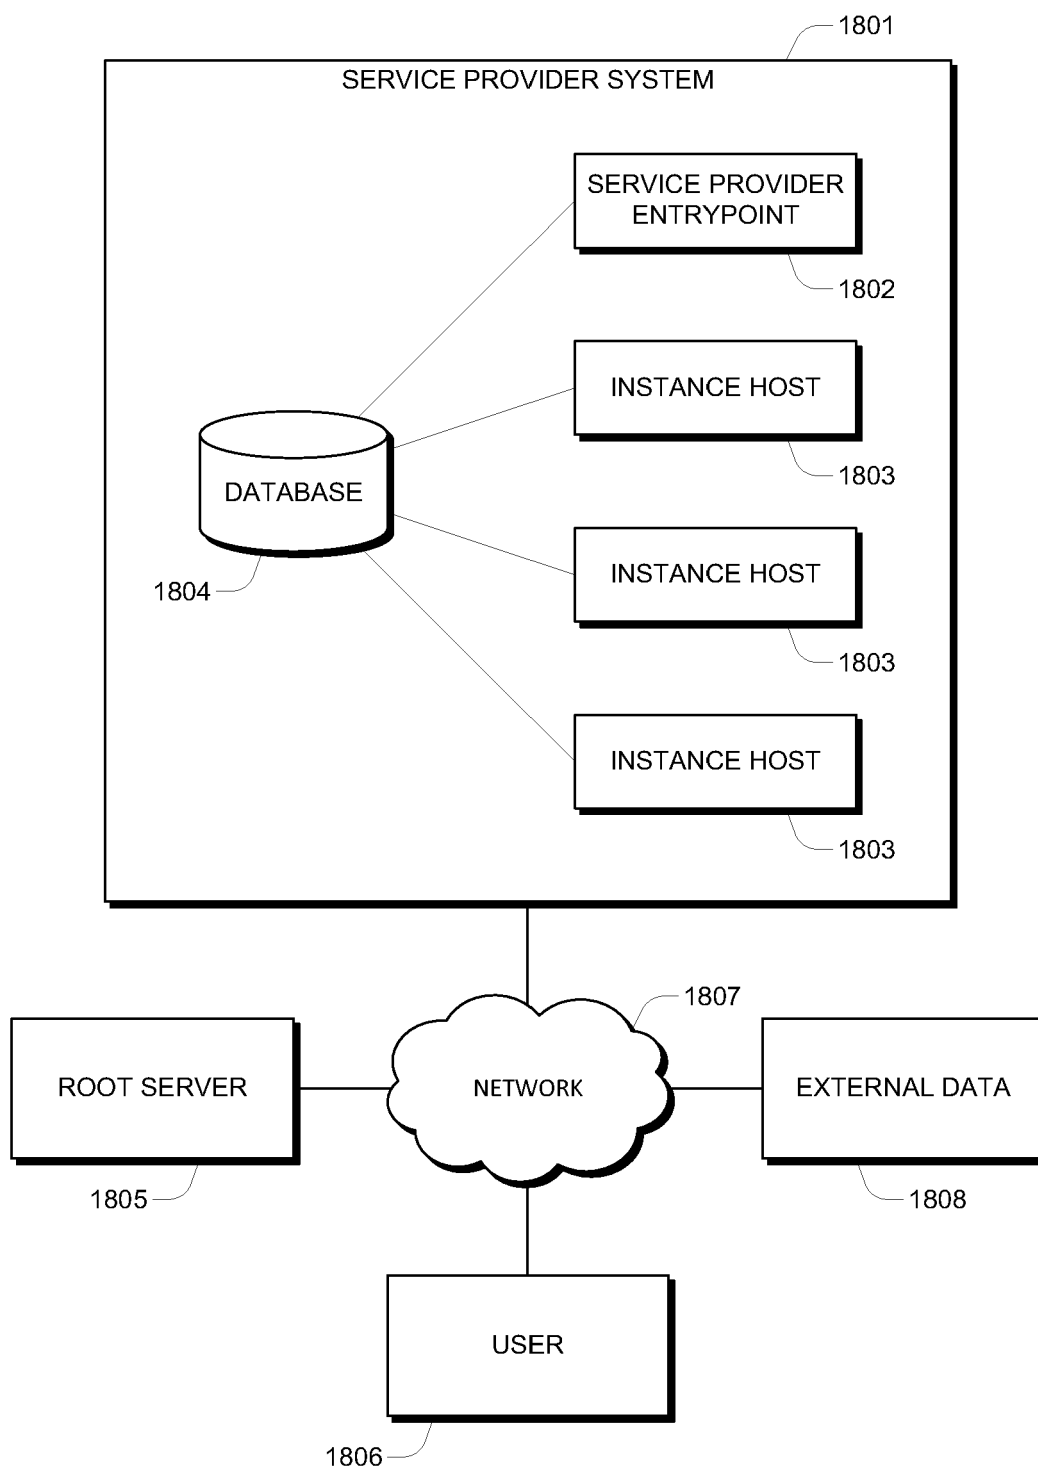 1801
SERVICE PROVIDER SYSTEM
SERVICE PROVIDER
ENTRYPOINT
1802
INSTANCE HOST
1803
DATABASE
1804
INSTANCE HOST
1803
INSTANCE HOST
1803
1807
ROOT SERVER
NETWORK
EXTERNAL DATA
1805
1808
USER
1806